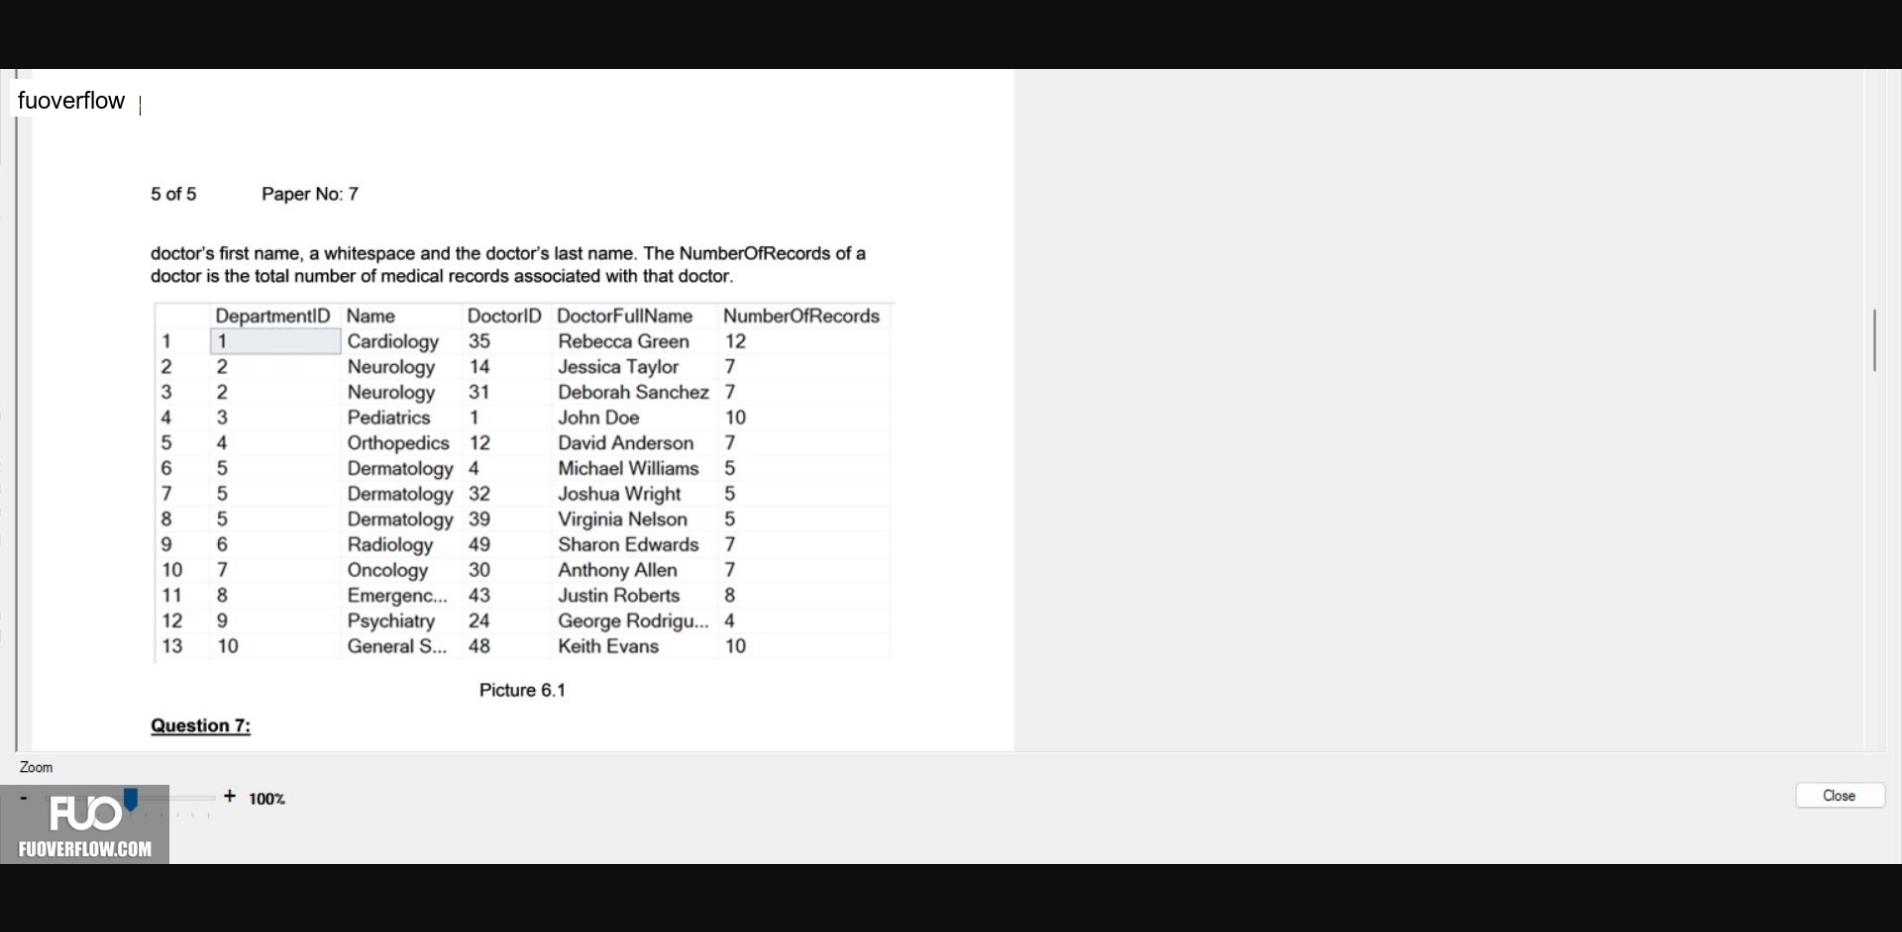 fuoverflow
5 of 5 Paper No: 7
doctor's first name, a whitespace and the doctor's last name. The NumberOfRecords of a
doctor is the total number of medical records associated with that doctor.
DepartmentID Name DoctorID DoctorFullName NumberOfRecords
1 1 Cardiology 35 Rebecca Green 12
2 2 Neurology 14 Jessica Taylor 7
3 2 Neurology 31 Deborah Sanchez 7
4 3 Pediatrics 1 John Doe 10
5 4 Orthopedics 12 David Anderson 7
6 5 Dermatology 4 Michael Williams 5
7 5 Dermatology 32 Joshua Wright 5
8 5 Dermatology 39 Virginia Nelson 5
9 6 Radiology 49 Sharon Edwards 7
10 7 Oncology 30 Anthony Allen 7
11 8 Emergenc... 43 Justin Roberts 8
12 9 Psychiatry 24 George Rodrigu... 4
13 10 General S... 48 Keith Evans 10
Picture 6.1
Question 7:
Zoom
- + 100%
Close
FUO
FUOVERFLOW.COM